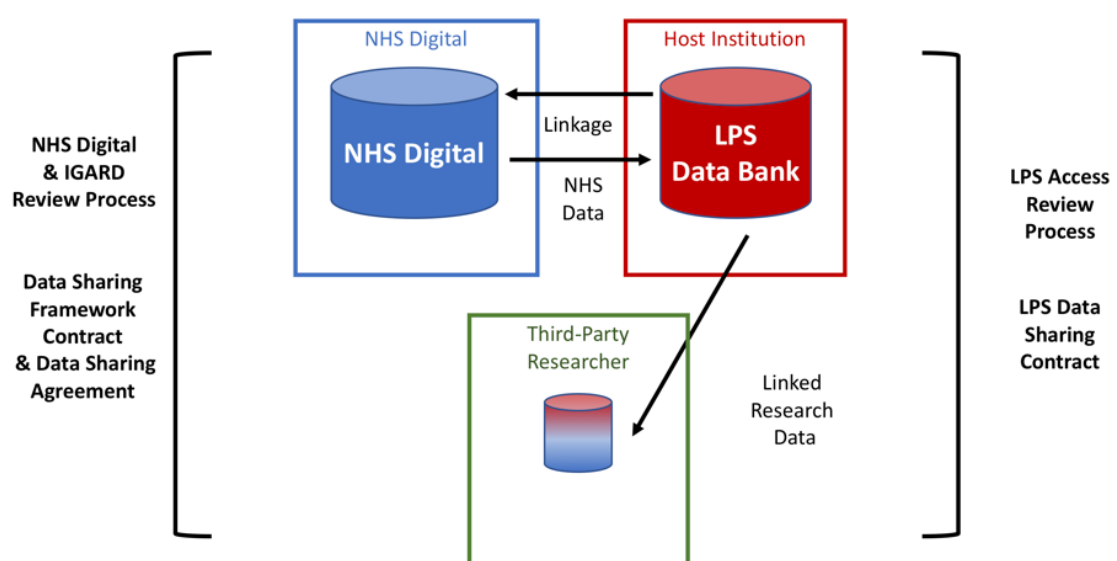 NHS Digital
Host Institution
NHS Digital
LPS
Data Bank
Linkage
NHS
Data
NHS Digital
& IGARD
Review Process
Data Sharing
Framework
Contract
& Data Sharing
Agreement
LPS Access
Review
Process
LPS Data
Sharing
Contract
Third-Party
Researcher
Linked
Research
Data